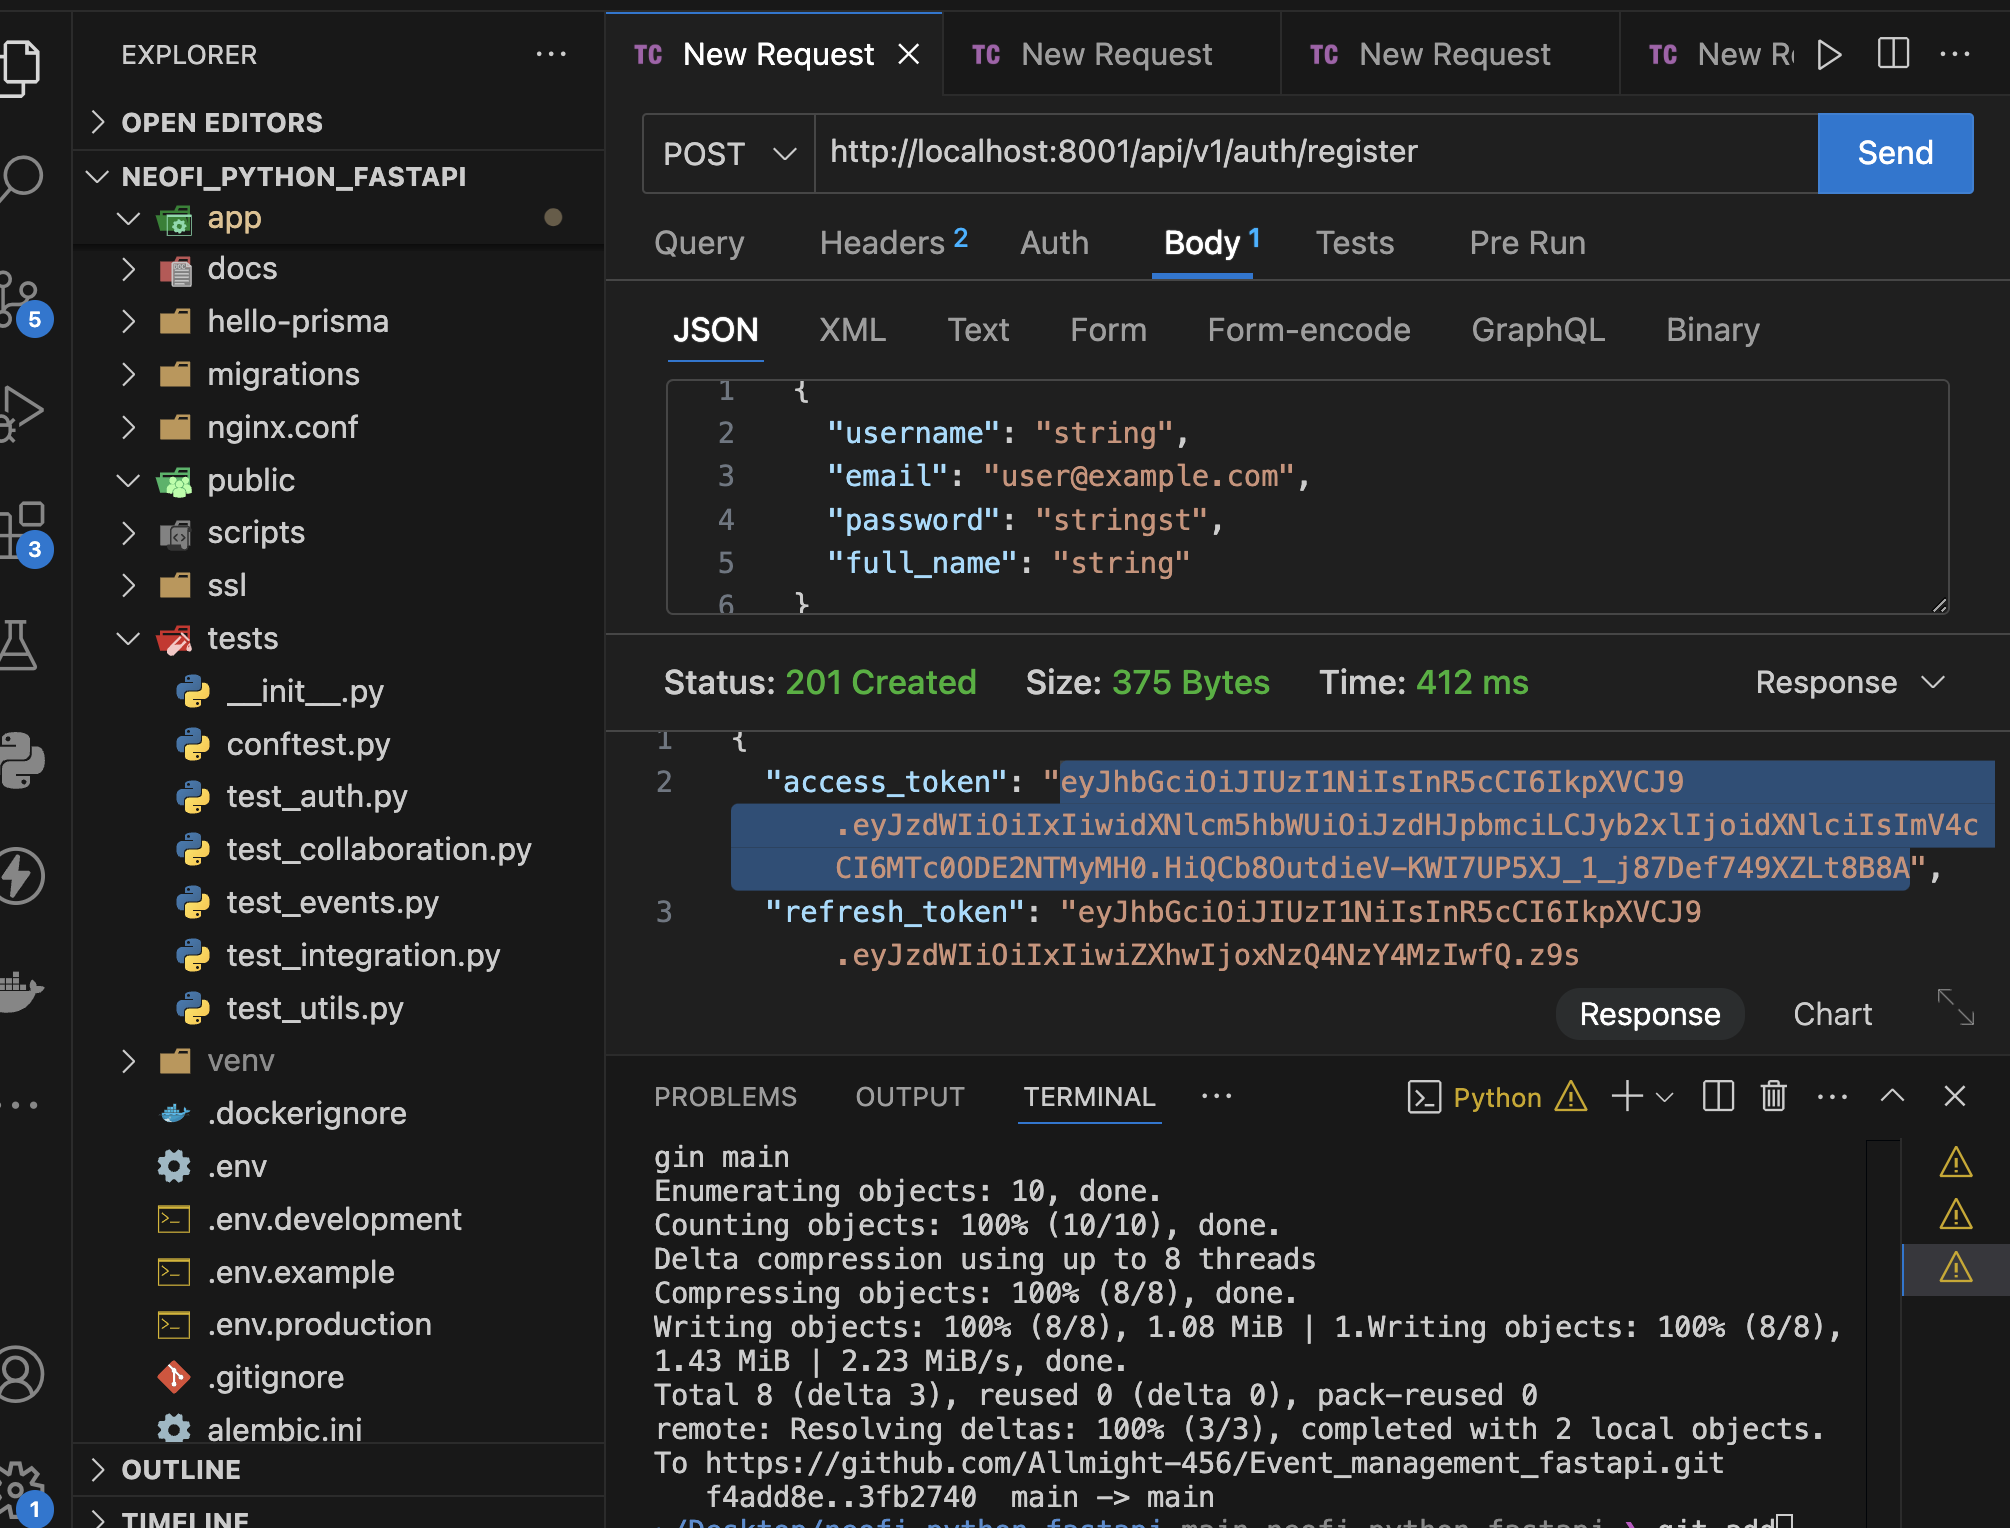 EXPLORER
OPEN EDITORS
NEOFI_PYTHON_FASTAPI
app
docs
hello-prisma
migrations
nginx.conf
public
scripts
ssl
tests
__init__.py
conftest.py
test_auth.py
test_collaboration.py
test_events.py
test_integration.py
test_utils.py
venv
.dockerignore
.env
.env.development
.env.example
.env.production
.gitignore
alembic.ini
OUTLINE
TIMELINE
5
3
1
TC New Request
TC New Request
TC New Request
TC New R
POST
http://localhost:8001/api/v1/auth/register
Send
Query Headers 2 Auth Body 1 Tests Pre Run
JSON XML Text Form Form-encode GraphQL Binary
1 {
2 "username": "string",
3 "email": "user@example.com",
4 "password": "stringst",
5 "full_name": "string"
6 }
Status: 201 Created Size: 375 Bytes Time: 412 ms Response
1 {
2 "access_token": "eyJhbGciOiJIUzI1NiIsInR5cCI6IkpXVCJ9
.eyJzdWIiOiIxIiwidXNlcm5hbWUiOiJzdHJpbmciLCJyb2xlIjoidXNlciIsImV4c
CI6MTc0ODE2NTMyMH0.HiQCb8OutdieV-KWI7UP5XJ_1_j87Def749XZLt8B8A",
3 "refresh_token": "eyJhbGciOiJIUzI1NiIsInR5cCI6IkpXVCJ9
.eyJzdWIiOiIxIiwiZXhwIjoxNzQ4NzY4MzIwfQ.z9s
Response Chart
PROBLEMS OUTPUT TERMINAL Python
gin main
Enumerating objects: 10, done.
Counting objects: 100% (10/10), done.
Delta compression using up to 8 threads
Compressing objects: 100% (8/8), done.
Writing objects: 100% (8/8), 1.08 MiB | 1.Writing objects: 100% (8/8),
1.43 MiB | 2.23 MiB/s, done.
Total 8 (delta 3), reused 0 (delta 0), pack-reused 0
remote: Resolving deltas: 100% (3/3), completed with 2 local objects.
To https://github.com/Allmight-456/Event_management_fastapi.git
f4add8e..3fb2740 main -> main
~/Desktop/neofi_python_fastapi main neofi_python_fastapi ❯ git add